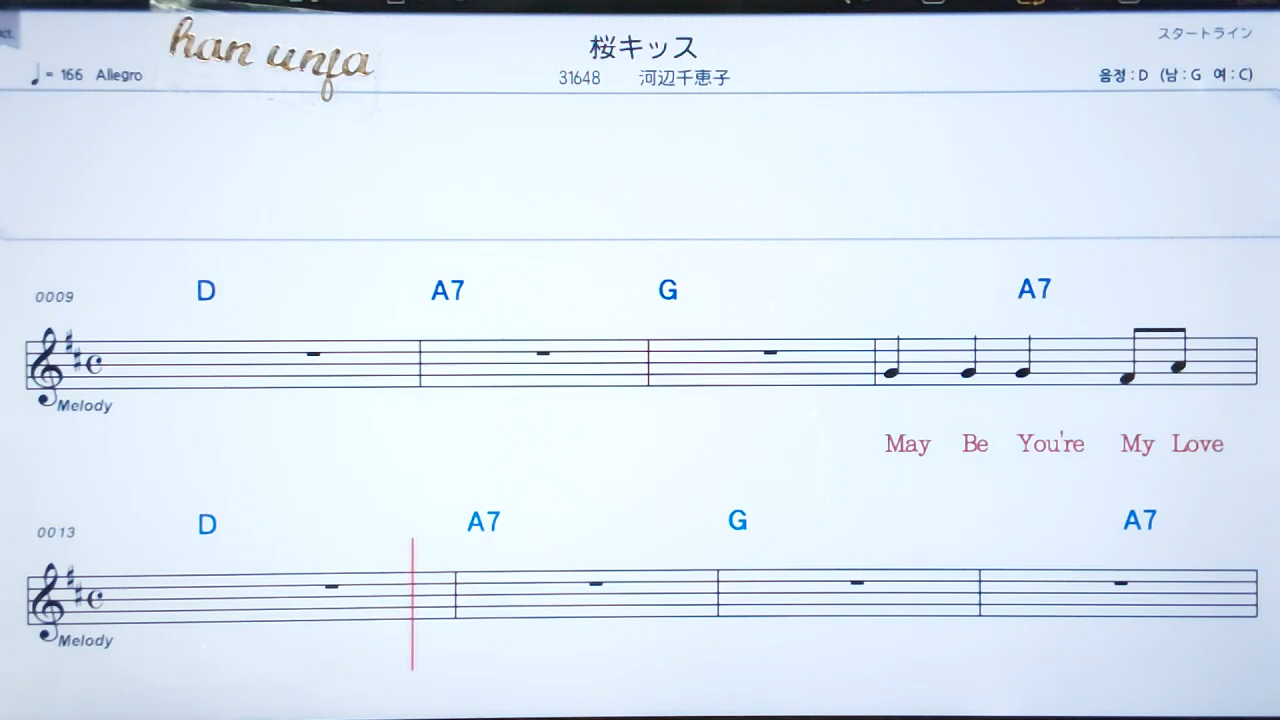 ct.
han unfa
桜キッス
スタートライン
♩= 166 Allegro
31648 河辺千恵子
음정 : D (남 : G 여 : C)
0009 D A7 G A7
Melody
May Be You're My Love
0013 D A7 G A7
Melody